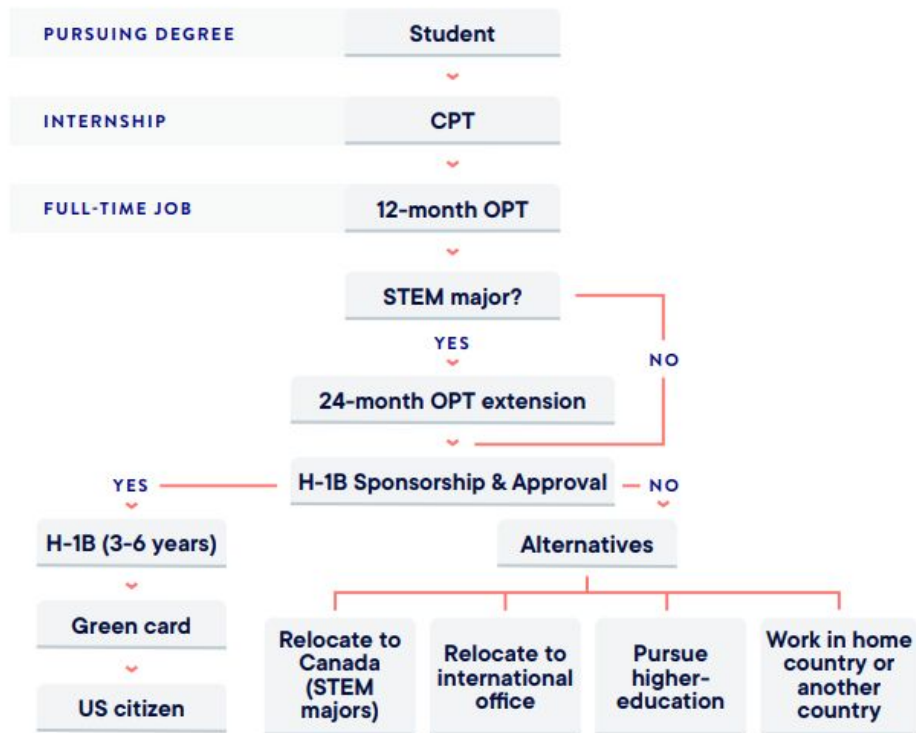 PURSUING DEGREE
Student
INTERNSHIP
CPT
FULL-TIME JOB
12-month OPT
STEM major?
YES
NO
24-month OPT extension
H-1B Sponsorship & Approval
YES
NO
H-1B (3-6 years)
Green card
US citizen
Alternatives
Relocate to
Canada
(STEM
majors)
Relocate to
international
office
Pursue
higher-
education
Work in home
country or
another
country